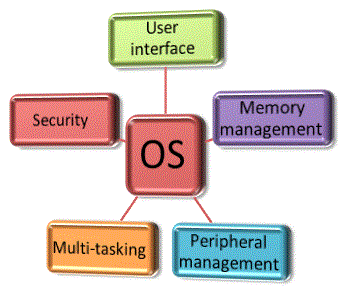 User
interface
Security
Memory
management
OS
Multi-tasking
Peripheral
management